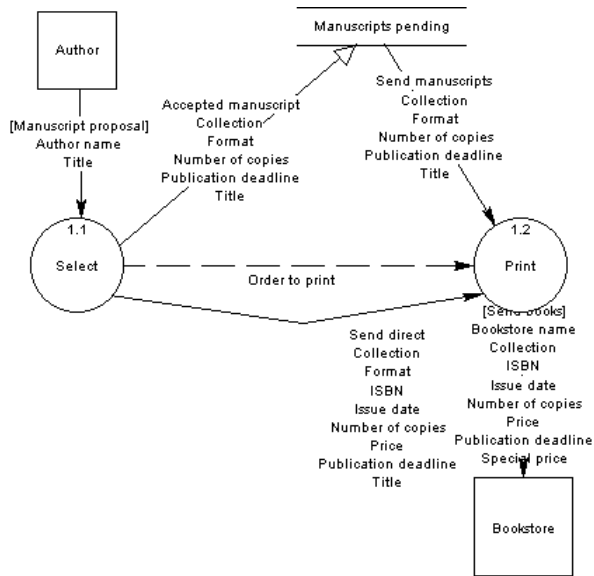 Manuscripts pending
Author
[Manuscript proposal]
Author name
Title
Accepted manuscript
Collection
Format
Number of copies
Publication deadline
Title
Send manuscripts
Collection
Format
Number of copies
Publication deadline
Title
1.1
Select
Order to print
1.2
Print
Send direct
Collection
Format
ISBN
Issue date
Number of copies
Price
Publication deadline
Title
[Send books]
Bookstore name
Collection
ISBN
Issue date
Number of copies
Price
Publication deadline
Special price
Bookstore